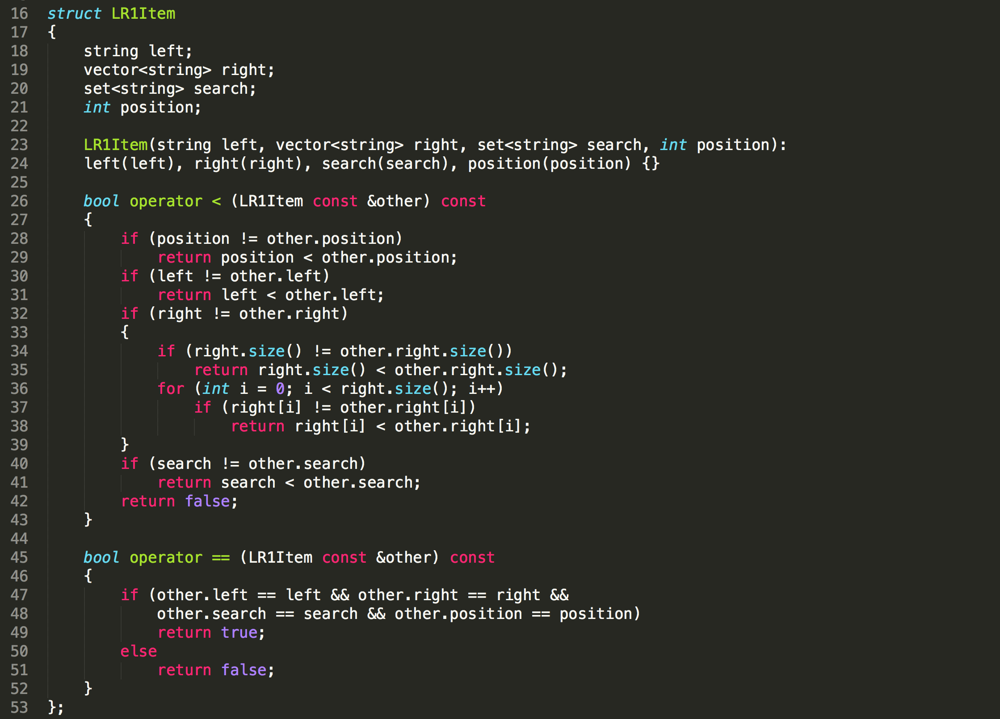 16 struct LR1Item
17 {
18     string left;
19     vector<string> right;
20     set<string> search;
21     int position;
22
23     LR1Item(string left, vector<string> right, set<string> search, int position):
24     left(left), right(right), search(search), position(position) {}
25
26     bool operator < (LR1Item const &other) const
27     {
28         if (position != other.position)
29             return position < other.position;
30         if (left != other.left)
31             return left < other.left;
32         if (right != other.right)
33         {
34             if (right.size() != other.right.size())
35                 return right.size() < other.right.size();
36             for (int i = 0; i < right.size(); i++)
37                 if (right[i] != other.right[i])
38                     return right[i] < other.right[i];
39         }
40         if (search != other.search)
41             return search < other.search;
42         return false;
43     }
44
45     bool operator == (LR1Item const &other) const
46     {
47         if (other.left == left && other.right == right &&
48             other.search == search && other.position == position)
49             return true;
50         else
51             return false;
52     }
53 };